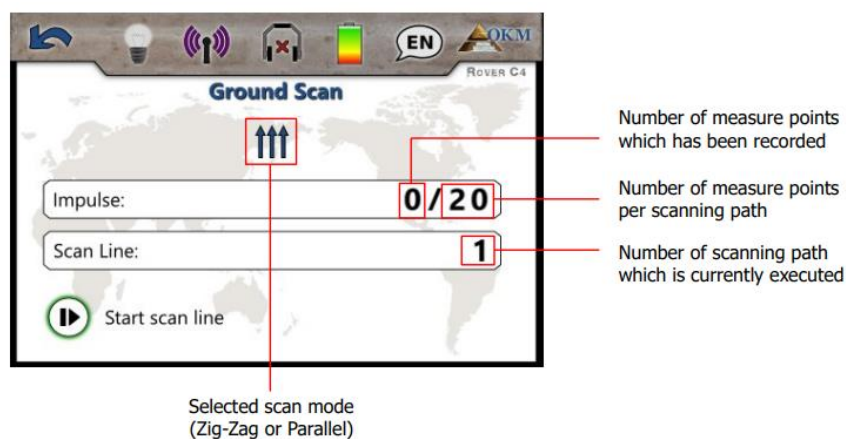 EN
OKM
ROVER C4
Ground Scan
Impulse: 0/20
Scan Line: 1
Start scan line
Number of measure points
which has been recorded
Number of measure points
per scanning path
Number of scanning path
which is currently executed
Selected scan mode
(Zig-Zag or Parallel)